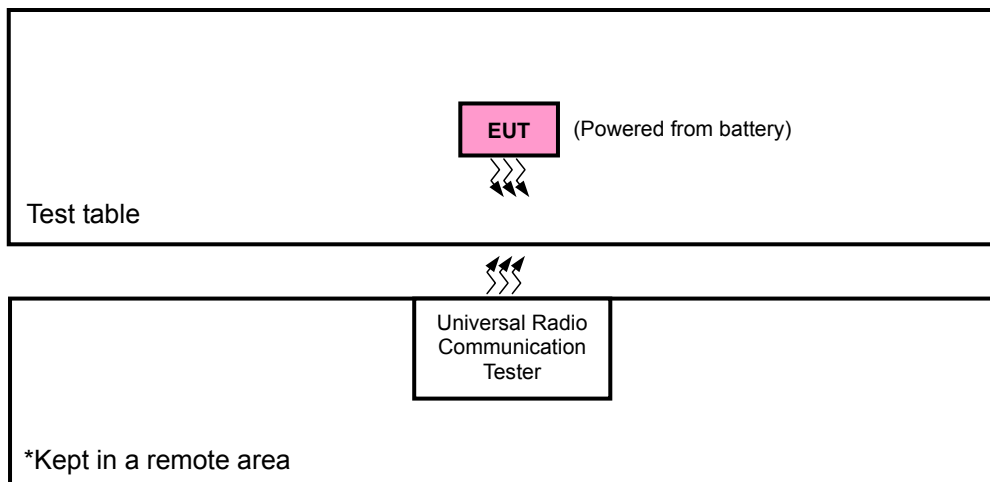 EUT
(Powered from battery)
Test table
Universal Radio
Communication
Tester
*Kept in a remote area